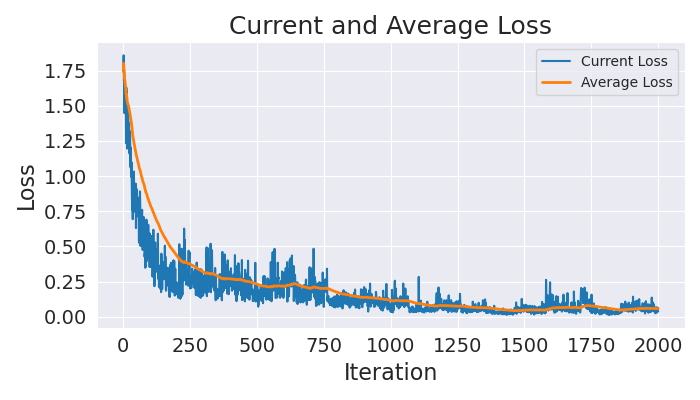 Current and Average Loss
Current Loss
Average Loss
1.75
1.50
1.25
1.00
0.75
0.50
0.25
0.00
Loss
0 250 500 750 1000 1250 1500 1750 2000
Iteration